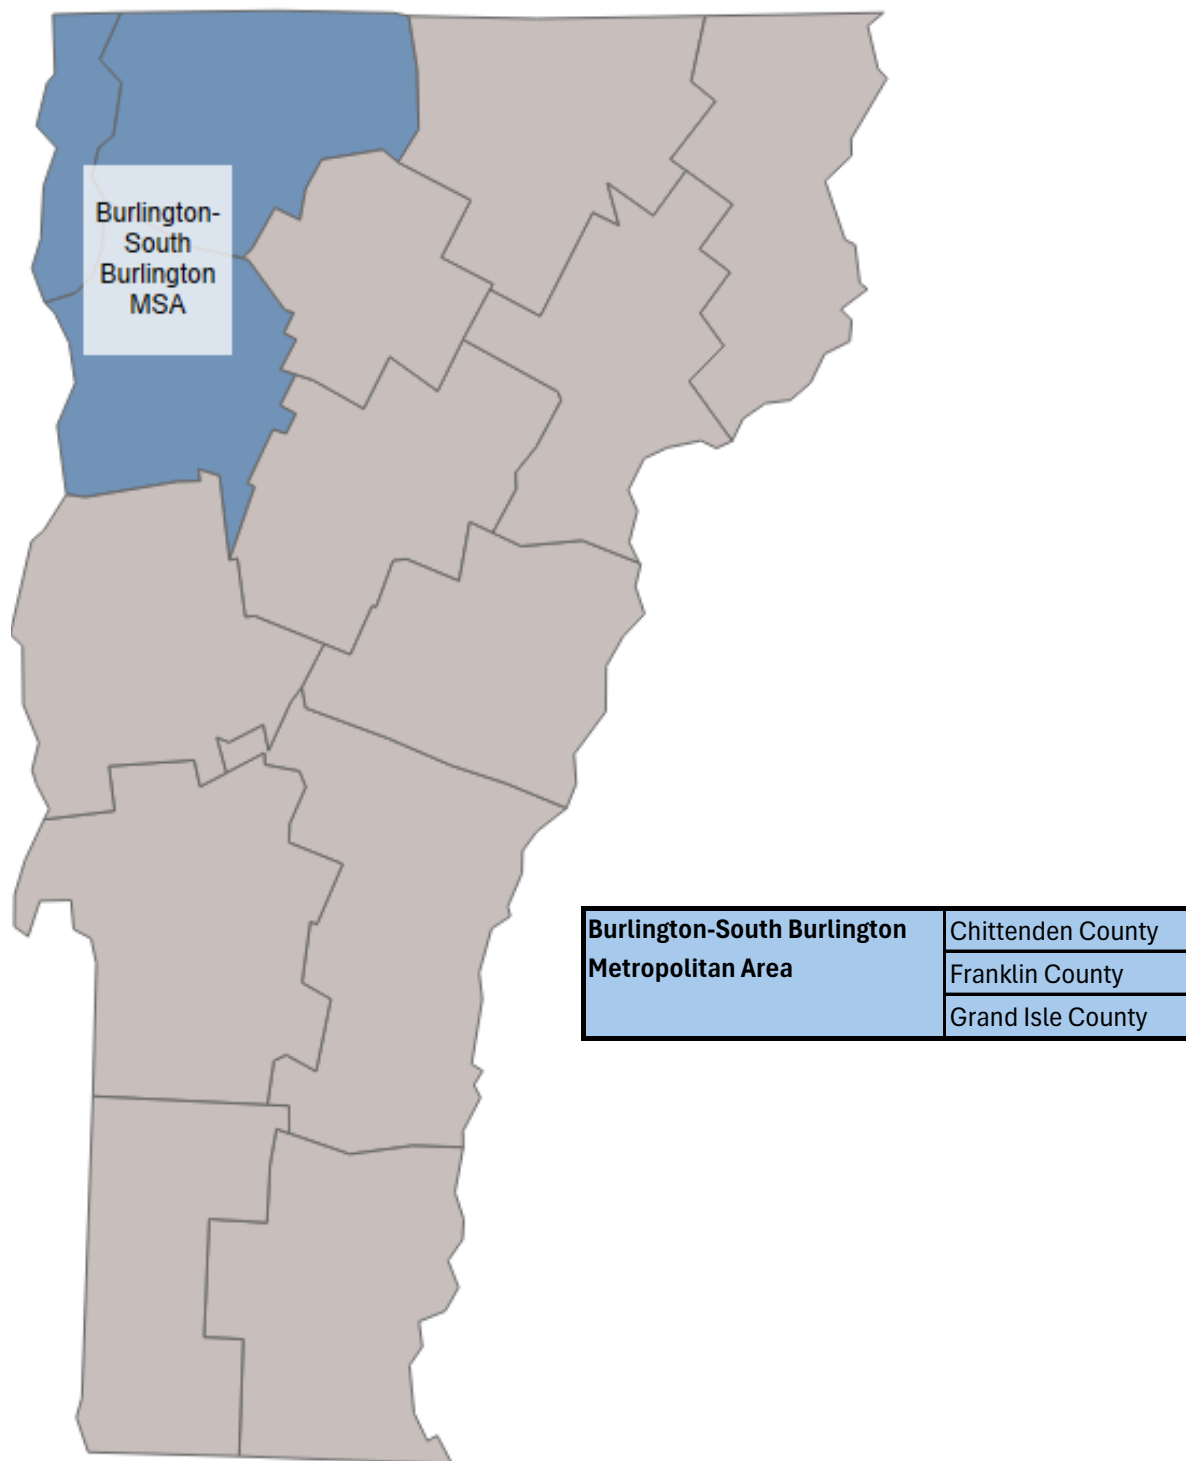 Burlington-
South
Burlington
MSA
Burlington-South Burlington
Metropolitan Area
Chittenden County
Franklin County
Grand Isle County